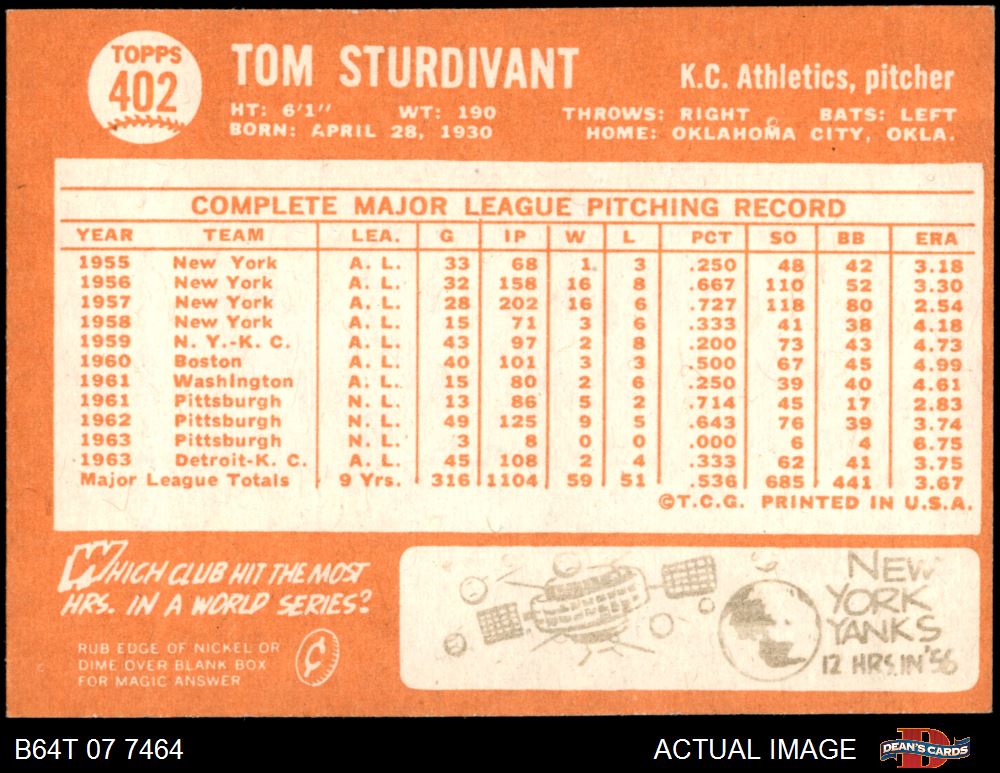 TOPPS
402
TOM STURDIVANT
K.C. Athletics, pitcher
HT: 6'1" WT: 190 THROWS: RIGHT BATS: LEFT
BORN: APRIL 28, 1930 HOME: OKLAHOMA CITY, OKLA.
COMPLETE MAJOR LEAGUE PITCHING RECORD
YEAR TEAM LEA. G IP W L PCT SO BB ERA
1955 New York A. L. 33 68 1 3 .250 48 42 3.18
1956 New York A. L. 32 158 16 8 .667 110 52 3.30
1957 New York A. L. 28 202 16 6 .727 118 80 2.54
1958 New York A. L. 15 71 3 6 .333 41 38 4.18
1959 N. Y.-K. C. A. L. 43 97 2 8 .200 73 43 4.73
1960 Boston A. L. 40 101 3 3 .500 67 45 4.99
1961 Washington A. L. 15 80 2 6 .250 39 40 4.61
1961 Pittsburgh N. L. 13 86 5 2 .714 45 17 2.83
1962 Pittsburgh N. L. 49 125 9 5 .643 76 39 3.74
1963 Pittsburgh N. L. 3 8 0 0 .000 6 4 6.75
1963 Detroit-K. C. A. L. 45 108 2 4 .333 62 41 3.75
Major League Totals 9 Yrs. 316 1104 59 51 .536 685 441 3.67
©T.C.G. PRINTED IN U.S.A.
WHICH CLUB HIT THE MOST
HRS. IN A WORLD SERIES?
RUB EDGE OF NICKEL OR
DIME OVER BLANK BOX
FOR MAGIC ANSWER
¢
NEW
YORK
YANKS
12 HRS. IN '56
B64T 07 7464
ACTUAL IMAGE
DEAN'S CARDS